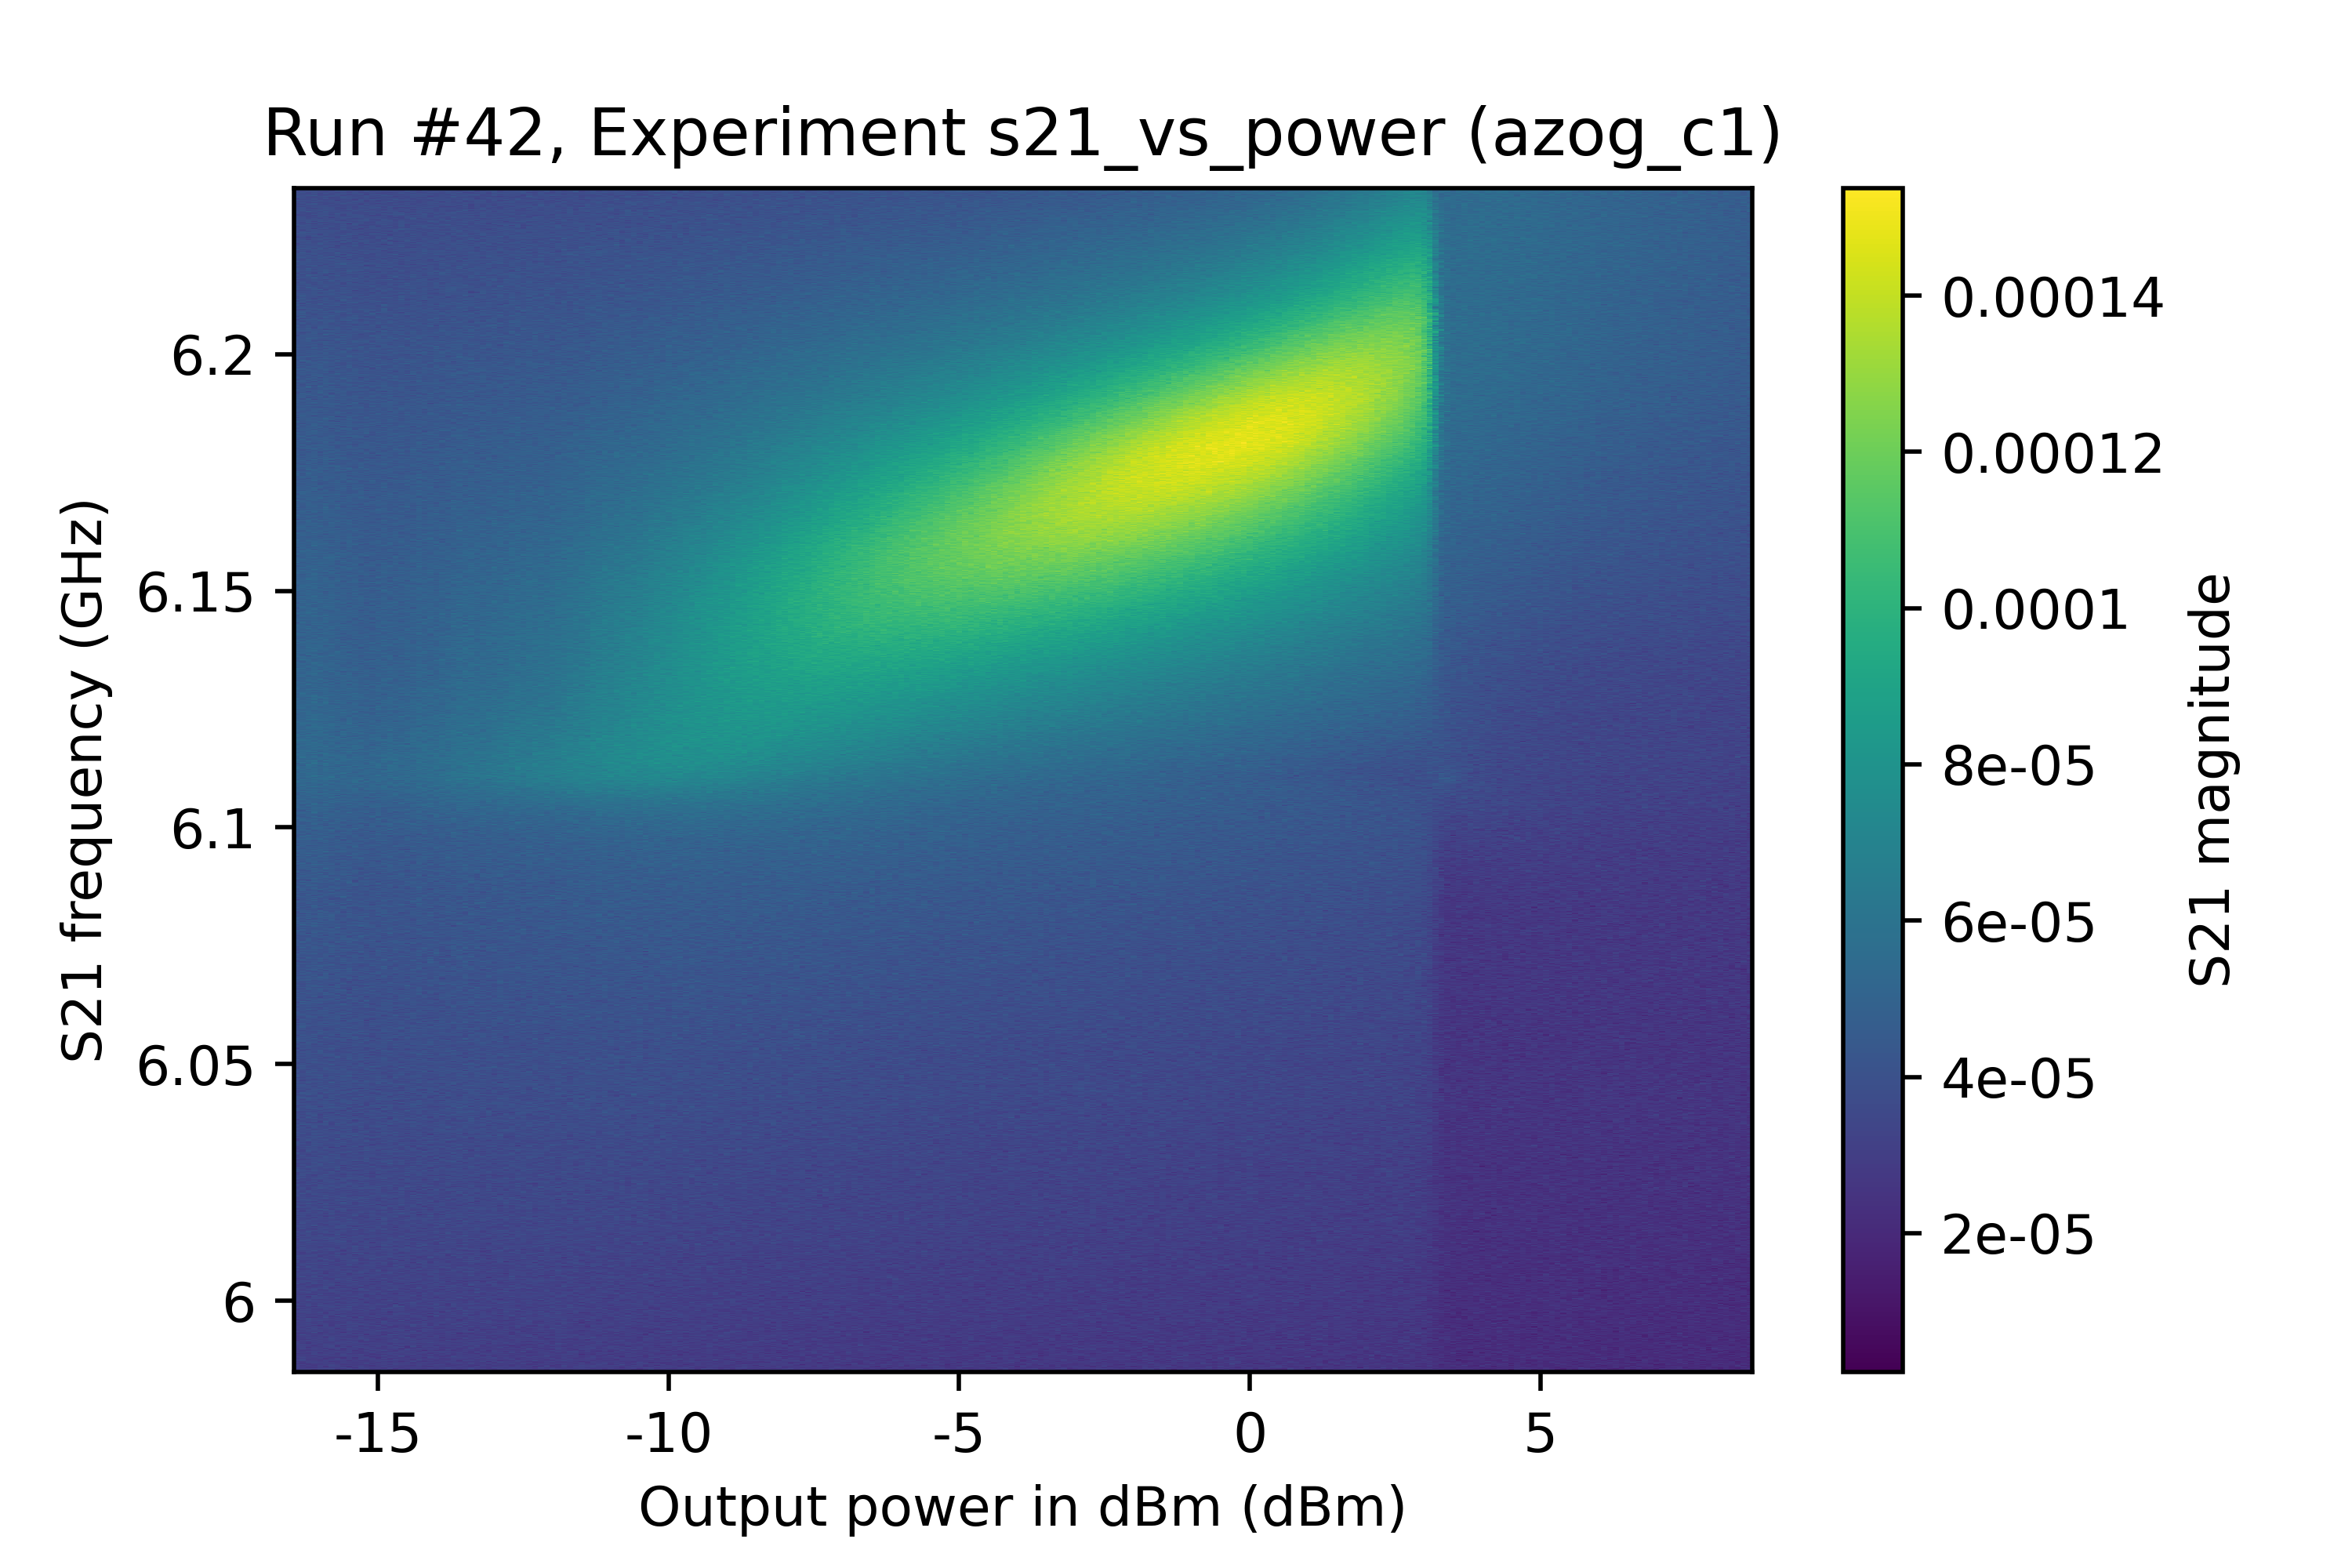 Run #42, Experiment s21_vs_power (azog_c1)
S21 frequency (GHz)
6.2
6.15
6.1
6.05
6
-15
-10
-5
0
5
Output power in dBm (dBm)
0.00014
0.00012
0.0001
8e-05
6e-05
4e-05
2e-05
S21 magnitude